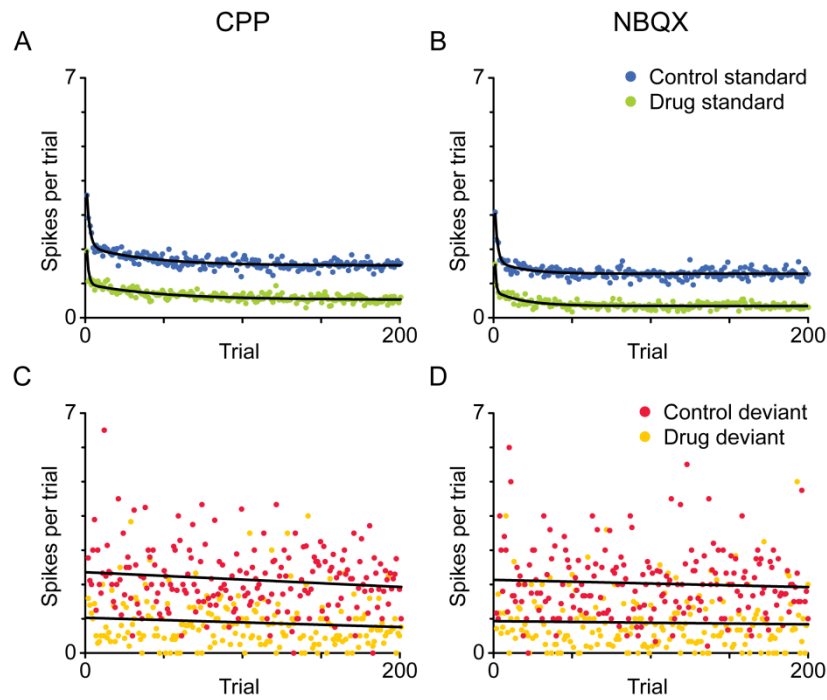 CPP
NBQX
A
B
7
7
Control standard
Drug standard
Spikes per trial
Spikes per trial
0
0
0
200
0
200
Trial
Trial
C
D
7
7
Control deviant
Drug deviant
Spikes per trial
Spikes per trial
0
0
0
200
0
200
Trial
Trial